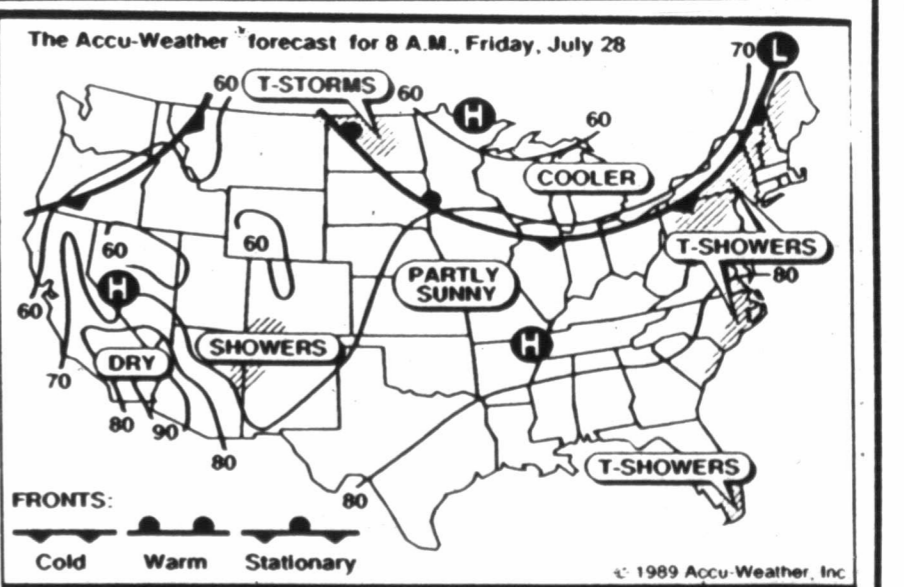 The Accu-Weather forecast for 8 A.M., Friday, July 28
70
L
60
T-STORMS
60
H
60
COOLER
60
60
T-SHOWERS
80
PARTLY
SUNNY
H
60
H
SHOWERS
DRY
70
80
90
80
T-SHOWERS
80
FRONTS:
Cold
Warm
Stationary
© 1989 Accu-Weather, Inc